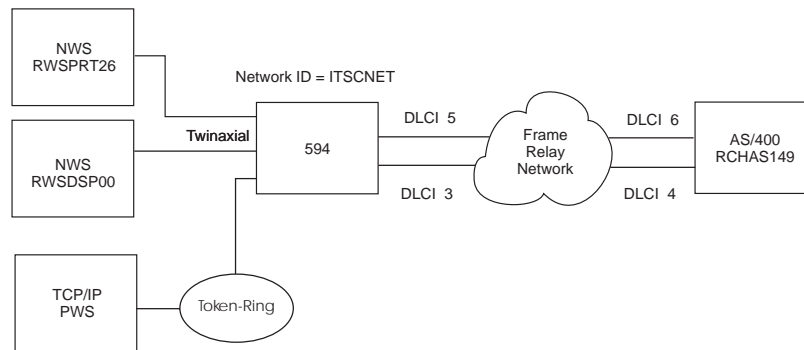 NWS
RWSPRT26
Network ID = ITSCNET
Twinaxial
NWS
RWSDSP00
594
DLCI 5
DLCI 3
Frame
Relay
Network
DLCI 6
DLCI 4
AS/400
RCHAS149
TCP/IP
PWS
Token-Ring